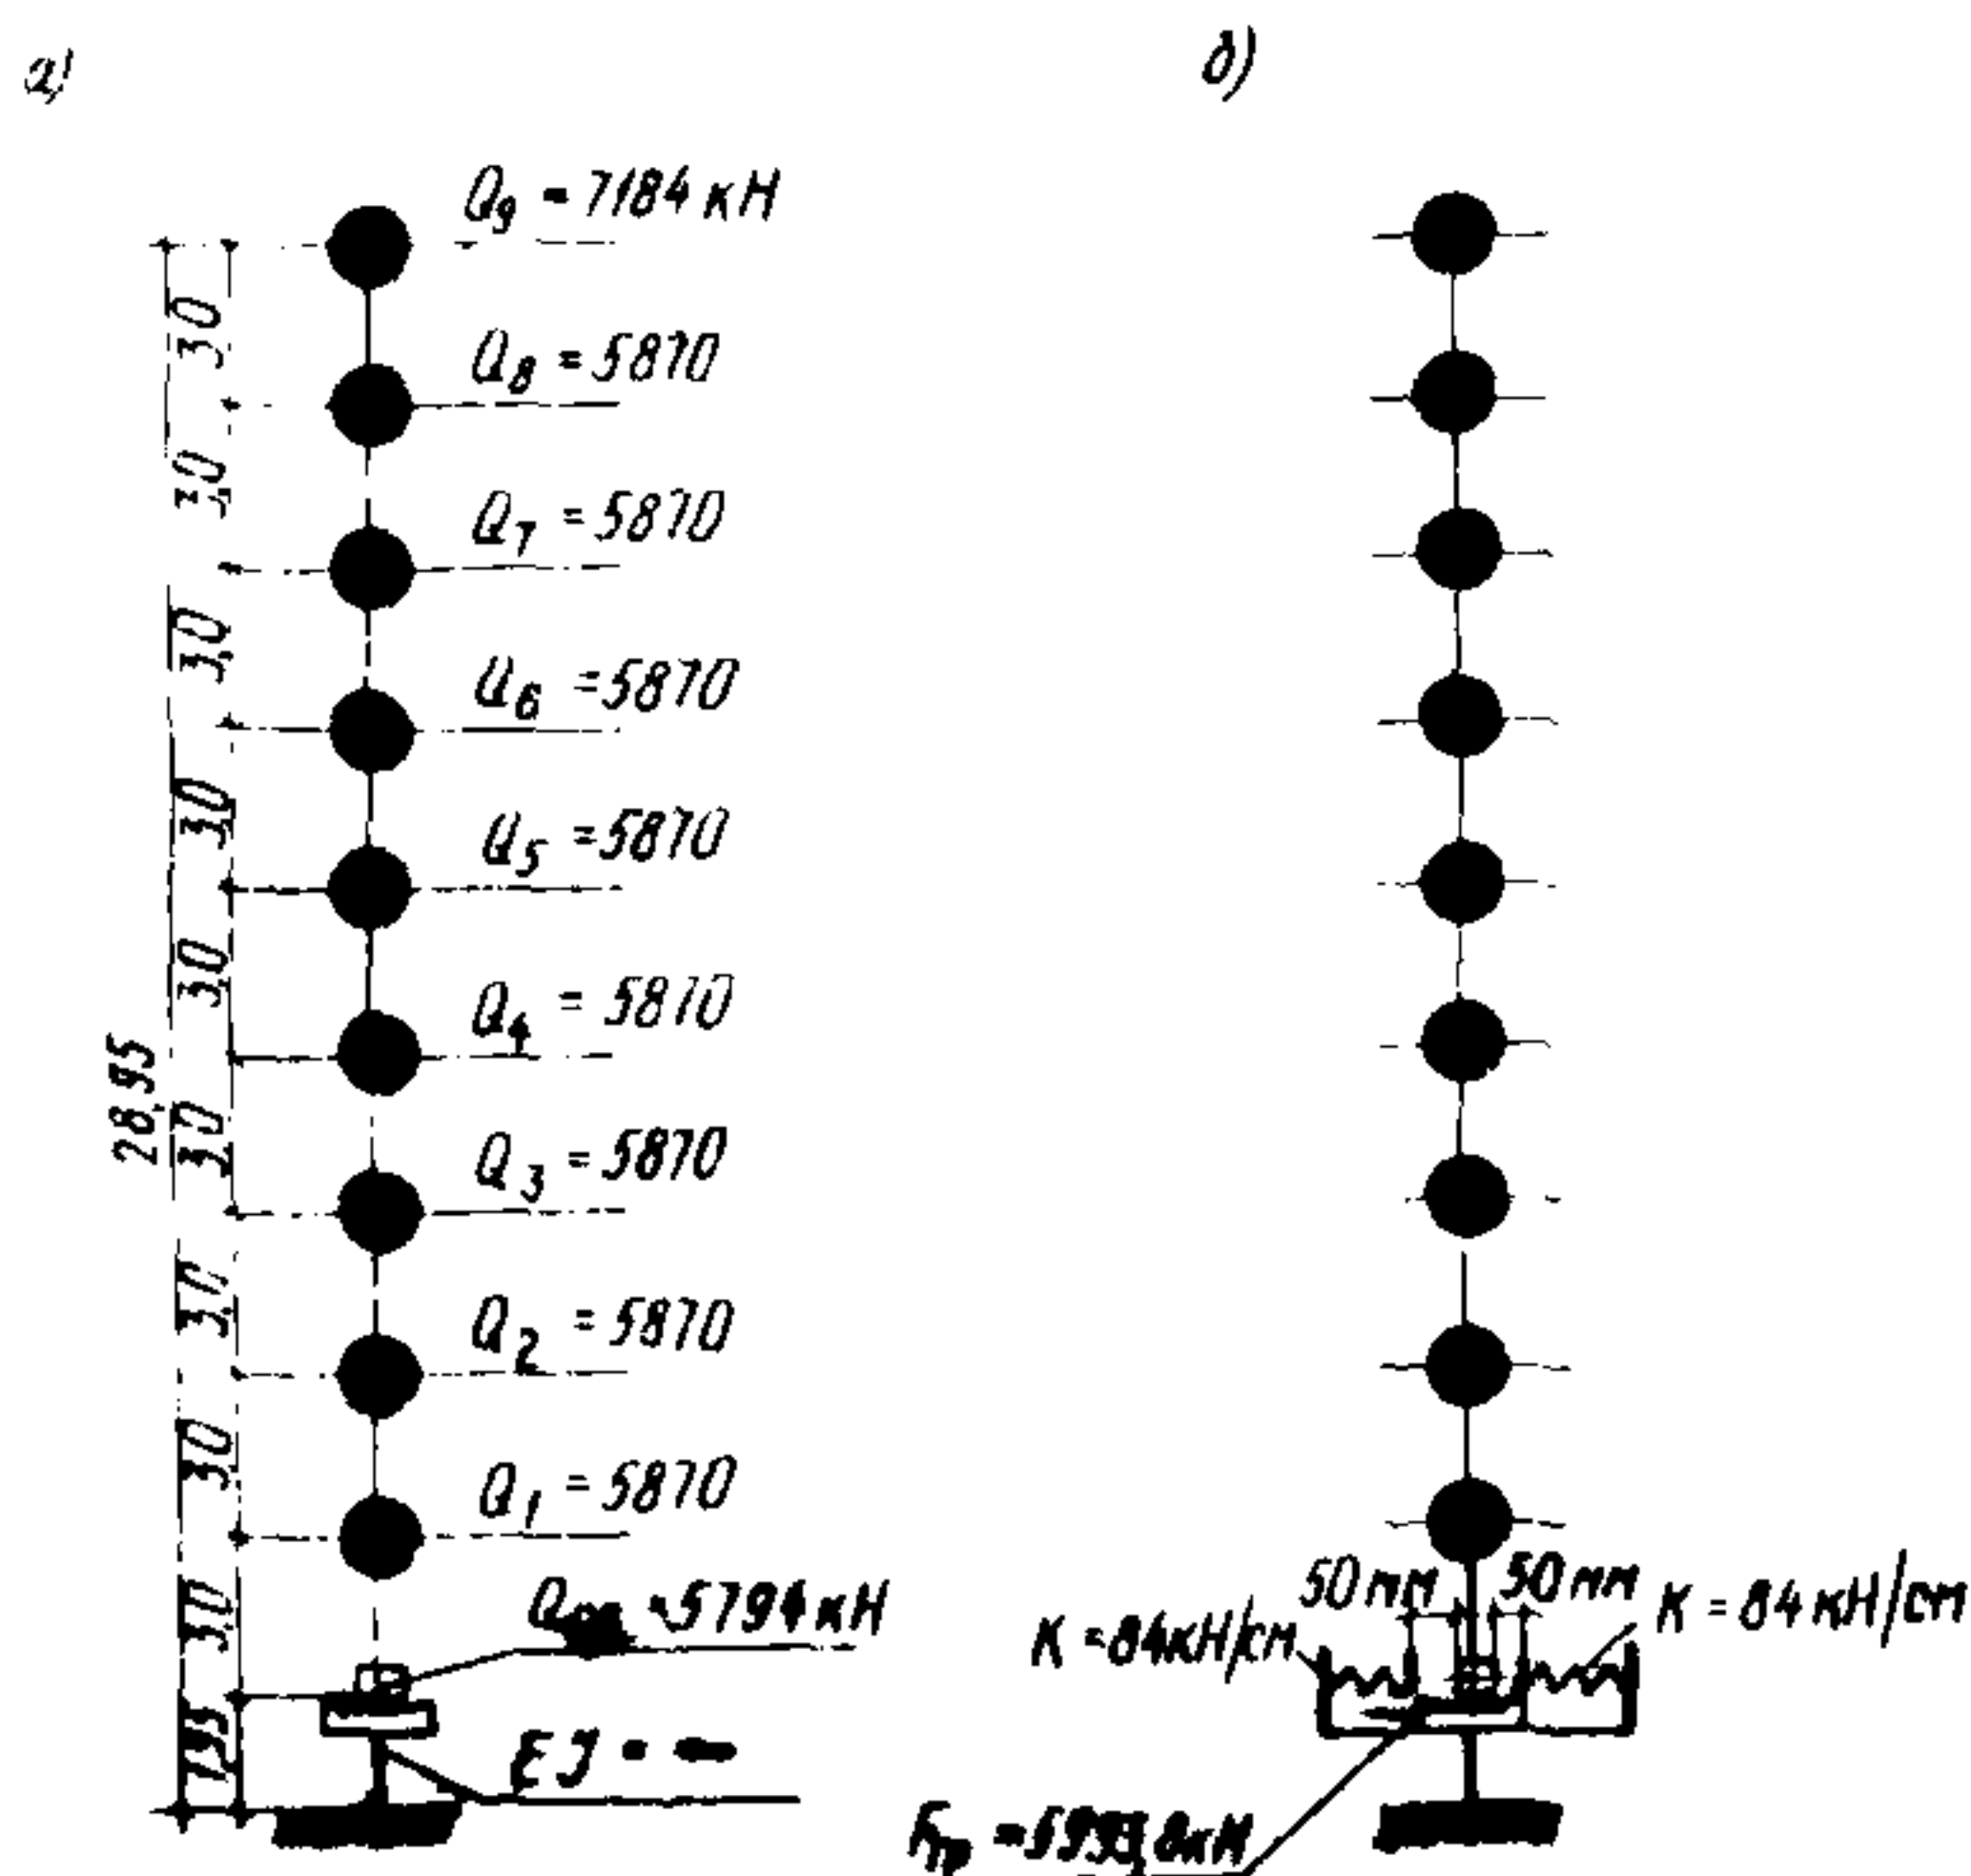 а)
б)
Q9 = 7184 кН
3,0
Q8 = 5870
3,0
Q7 = 5870
3,0
Q6 = 5870
3,0
Q5 = 5870
3,0
Q4 = 5870
28,95
3,0
Q3 = 5870
3,0
Q2 = 5870
3,0
Q1 = 5870
3,0
= 5794 кН
EJ =
50 мм
50 мм
K = 84 кН/см
K = 84 кН/см